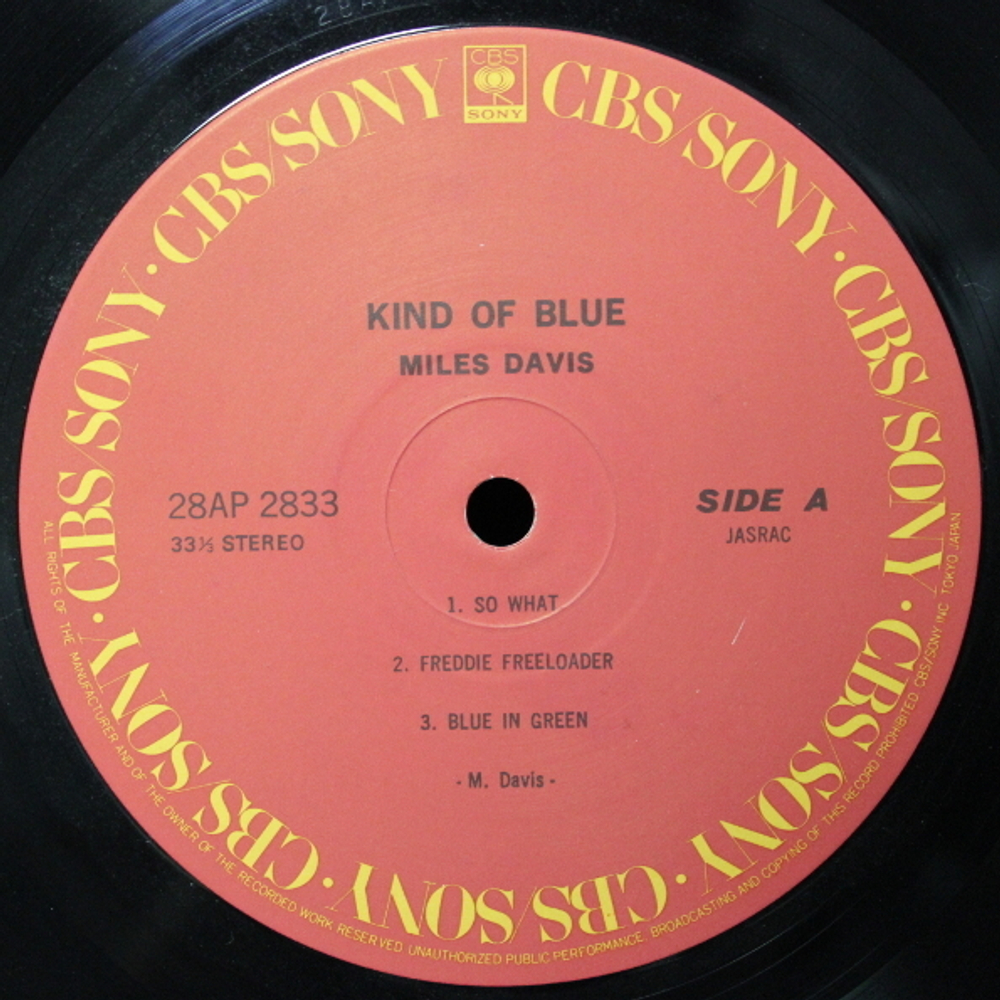 CBS
SONY
CBS/SONY · CBS/SONY · CBS/SONY · CBS/SONY · CBS/SONY · CBS/SONY · CBS/SONY · CBS/SONY
KIND OF BLUE
MILES DAVIS
28AP 2833
33⅓ STEREO
SIDE A
JASRAC
1. SO WHAT
2. FREDDIE FREELOADER
3. BLUE IN GREEN
- M. Davis -
ALL RIGHTS OF THE MANUFACTURER AND OF THE OWNER OF THE RECORDED WORK RESERVED UNAUTHORIZED PUBLIC PERFORMANCE BROADCASTING AND COPYING OF THIS RECORD PROHIBITED CBS/SONY INC TOKYO JAPAN